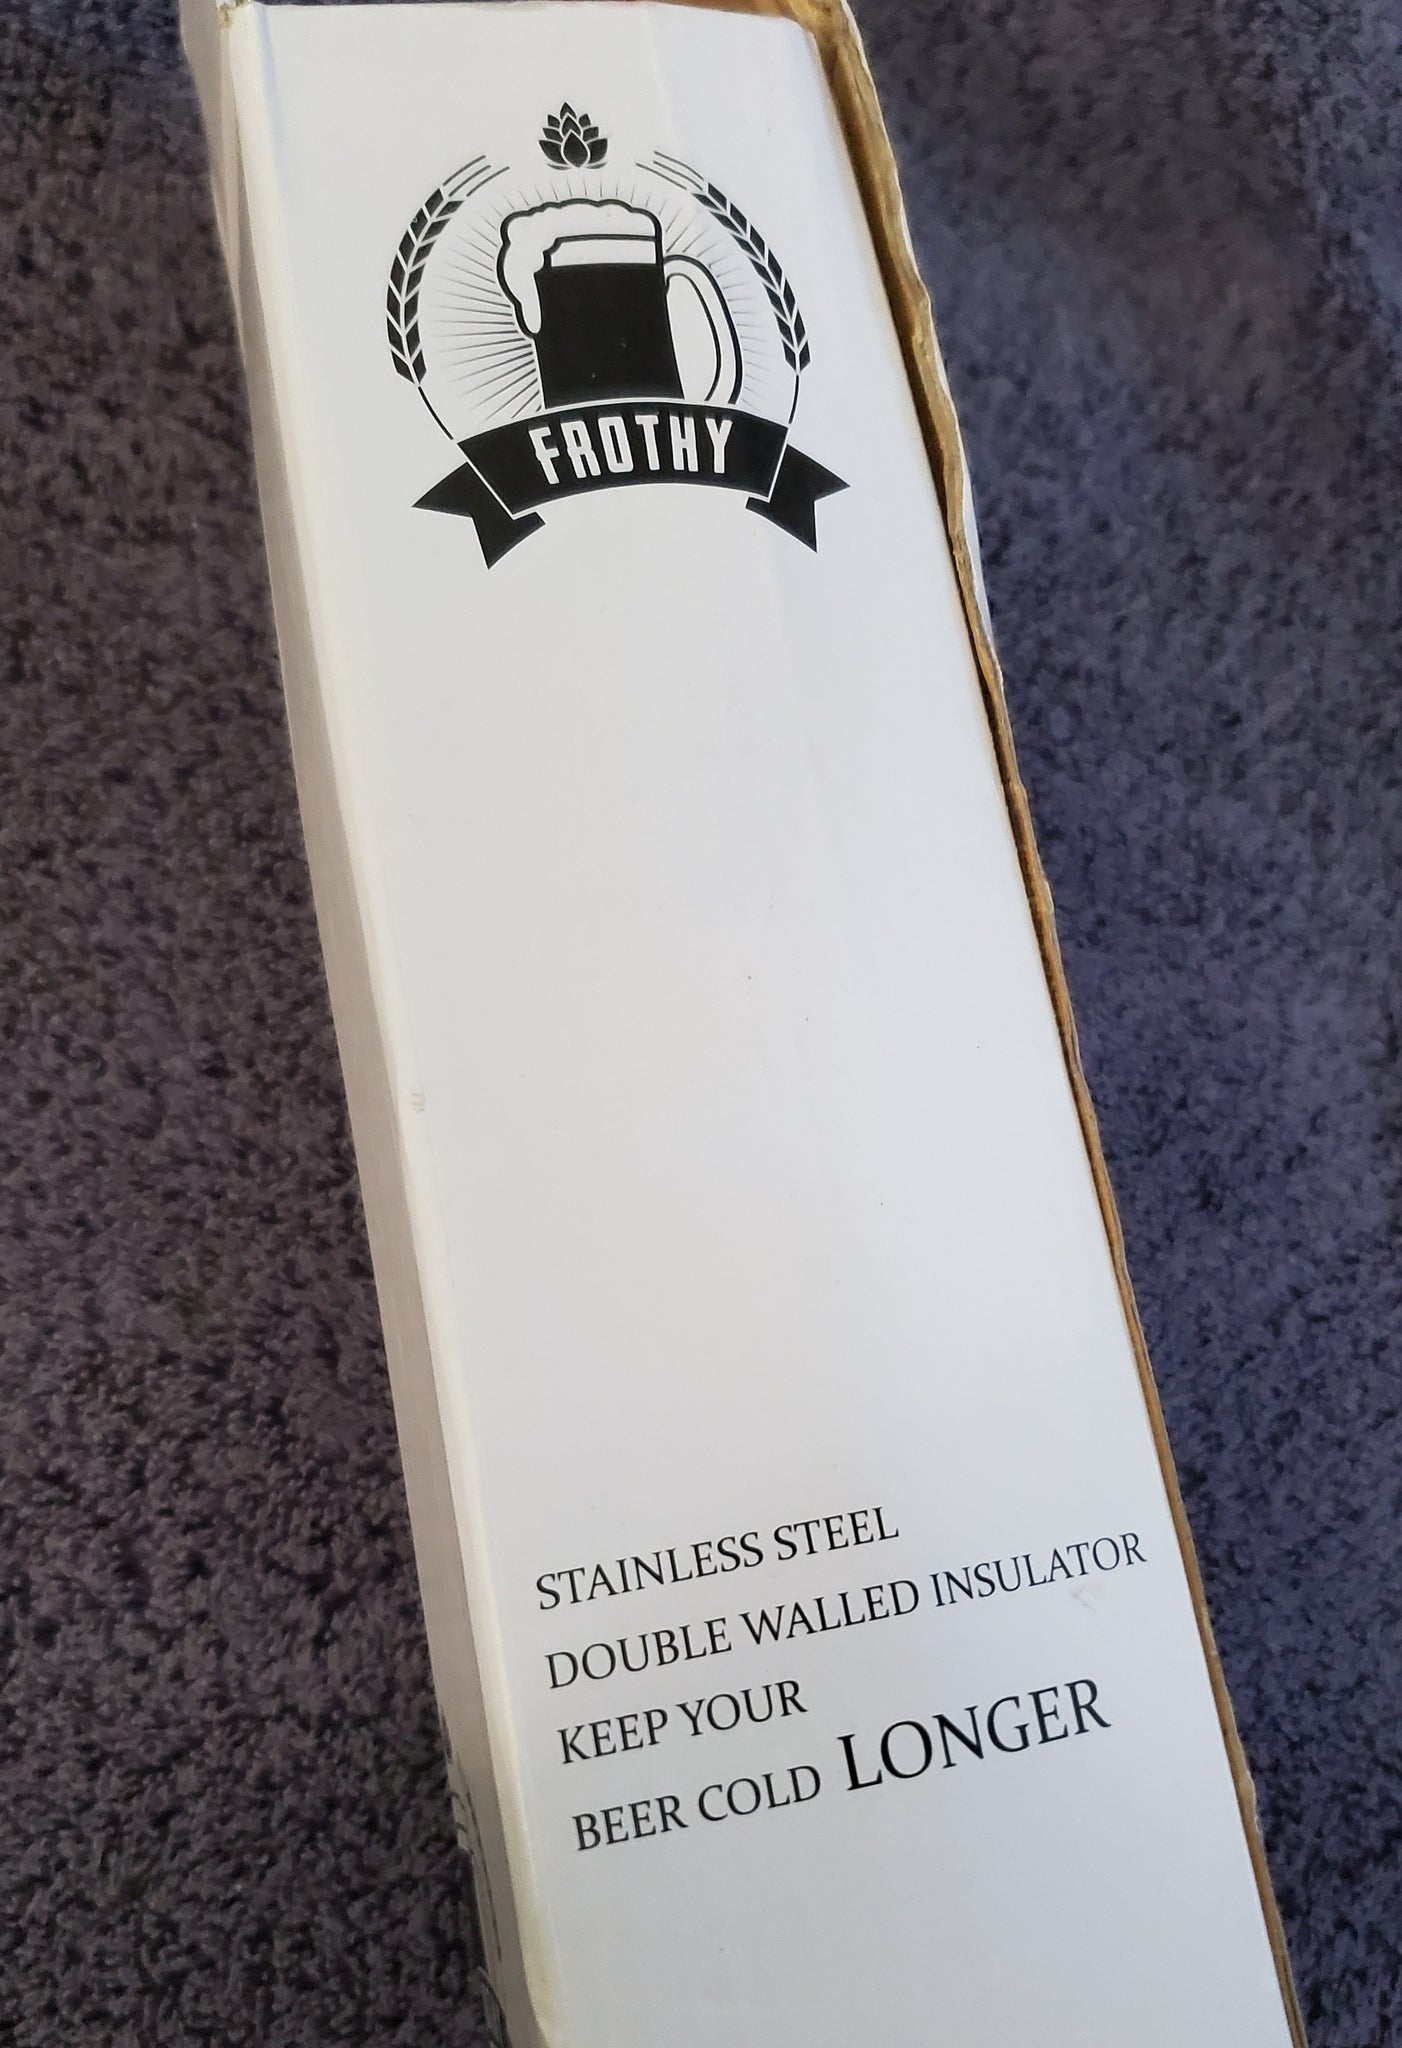 FROTHY
STAINLESS STEEL
DOUBLE WALLED INSULATOR
KEEP YOUR
BEER COLD LONGER